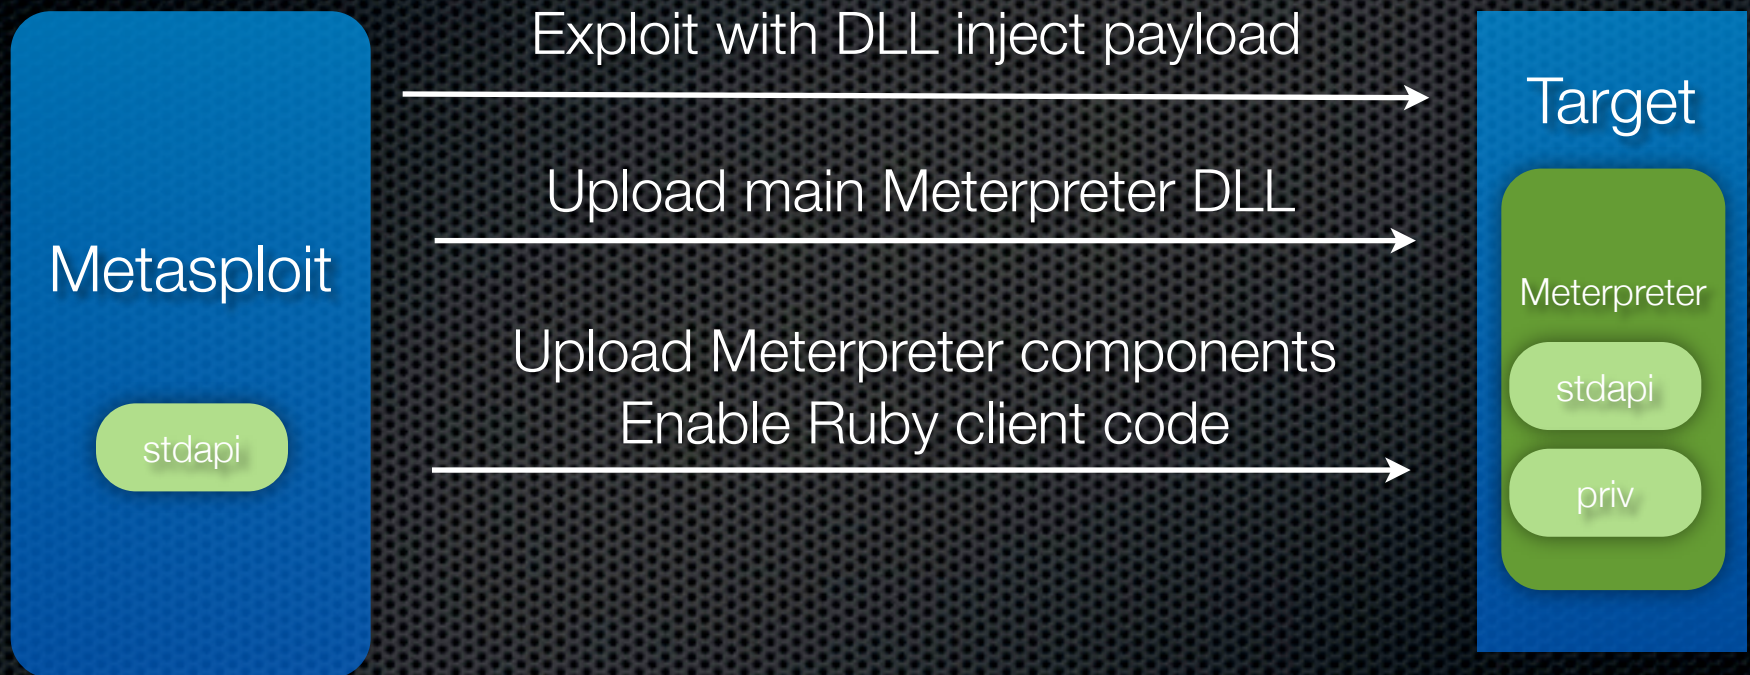 Exploit with DLL inject payload
Target
Upload main Meterpreter DLL
Metasploit
Meterpreter
Upload Meterpreter components
Enable Ruby client code
stdapi
stdapi
priv